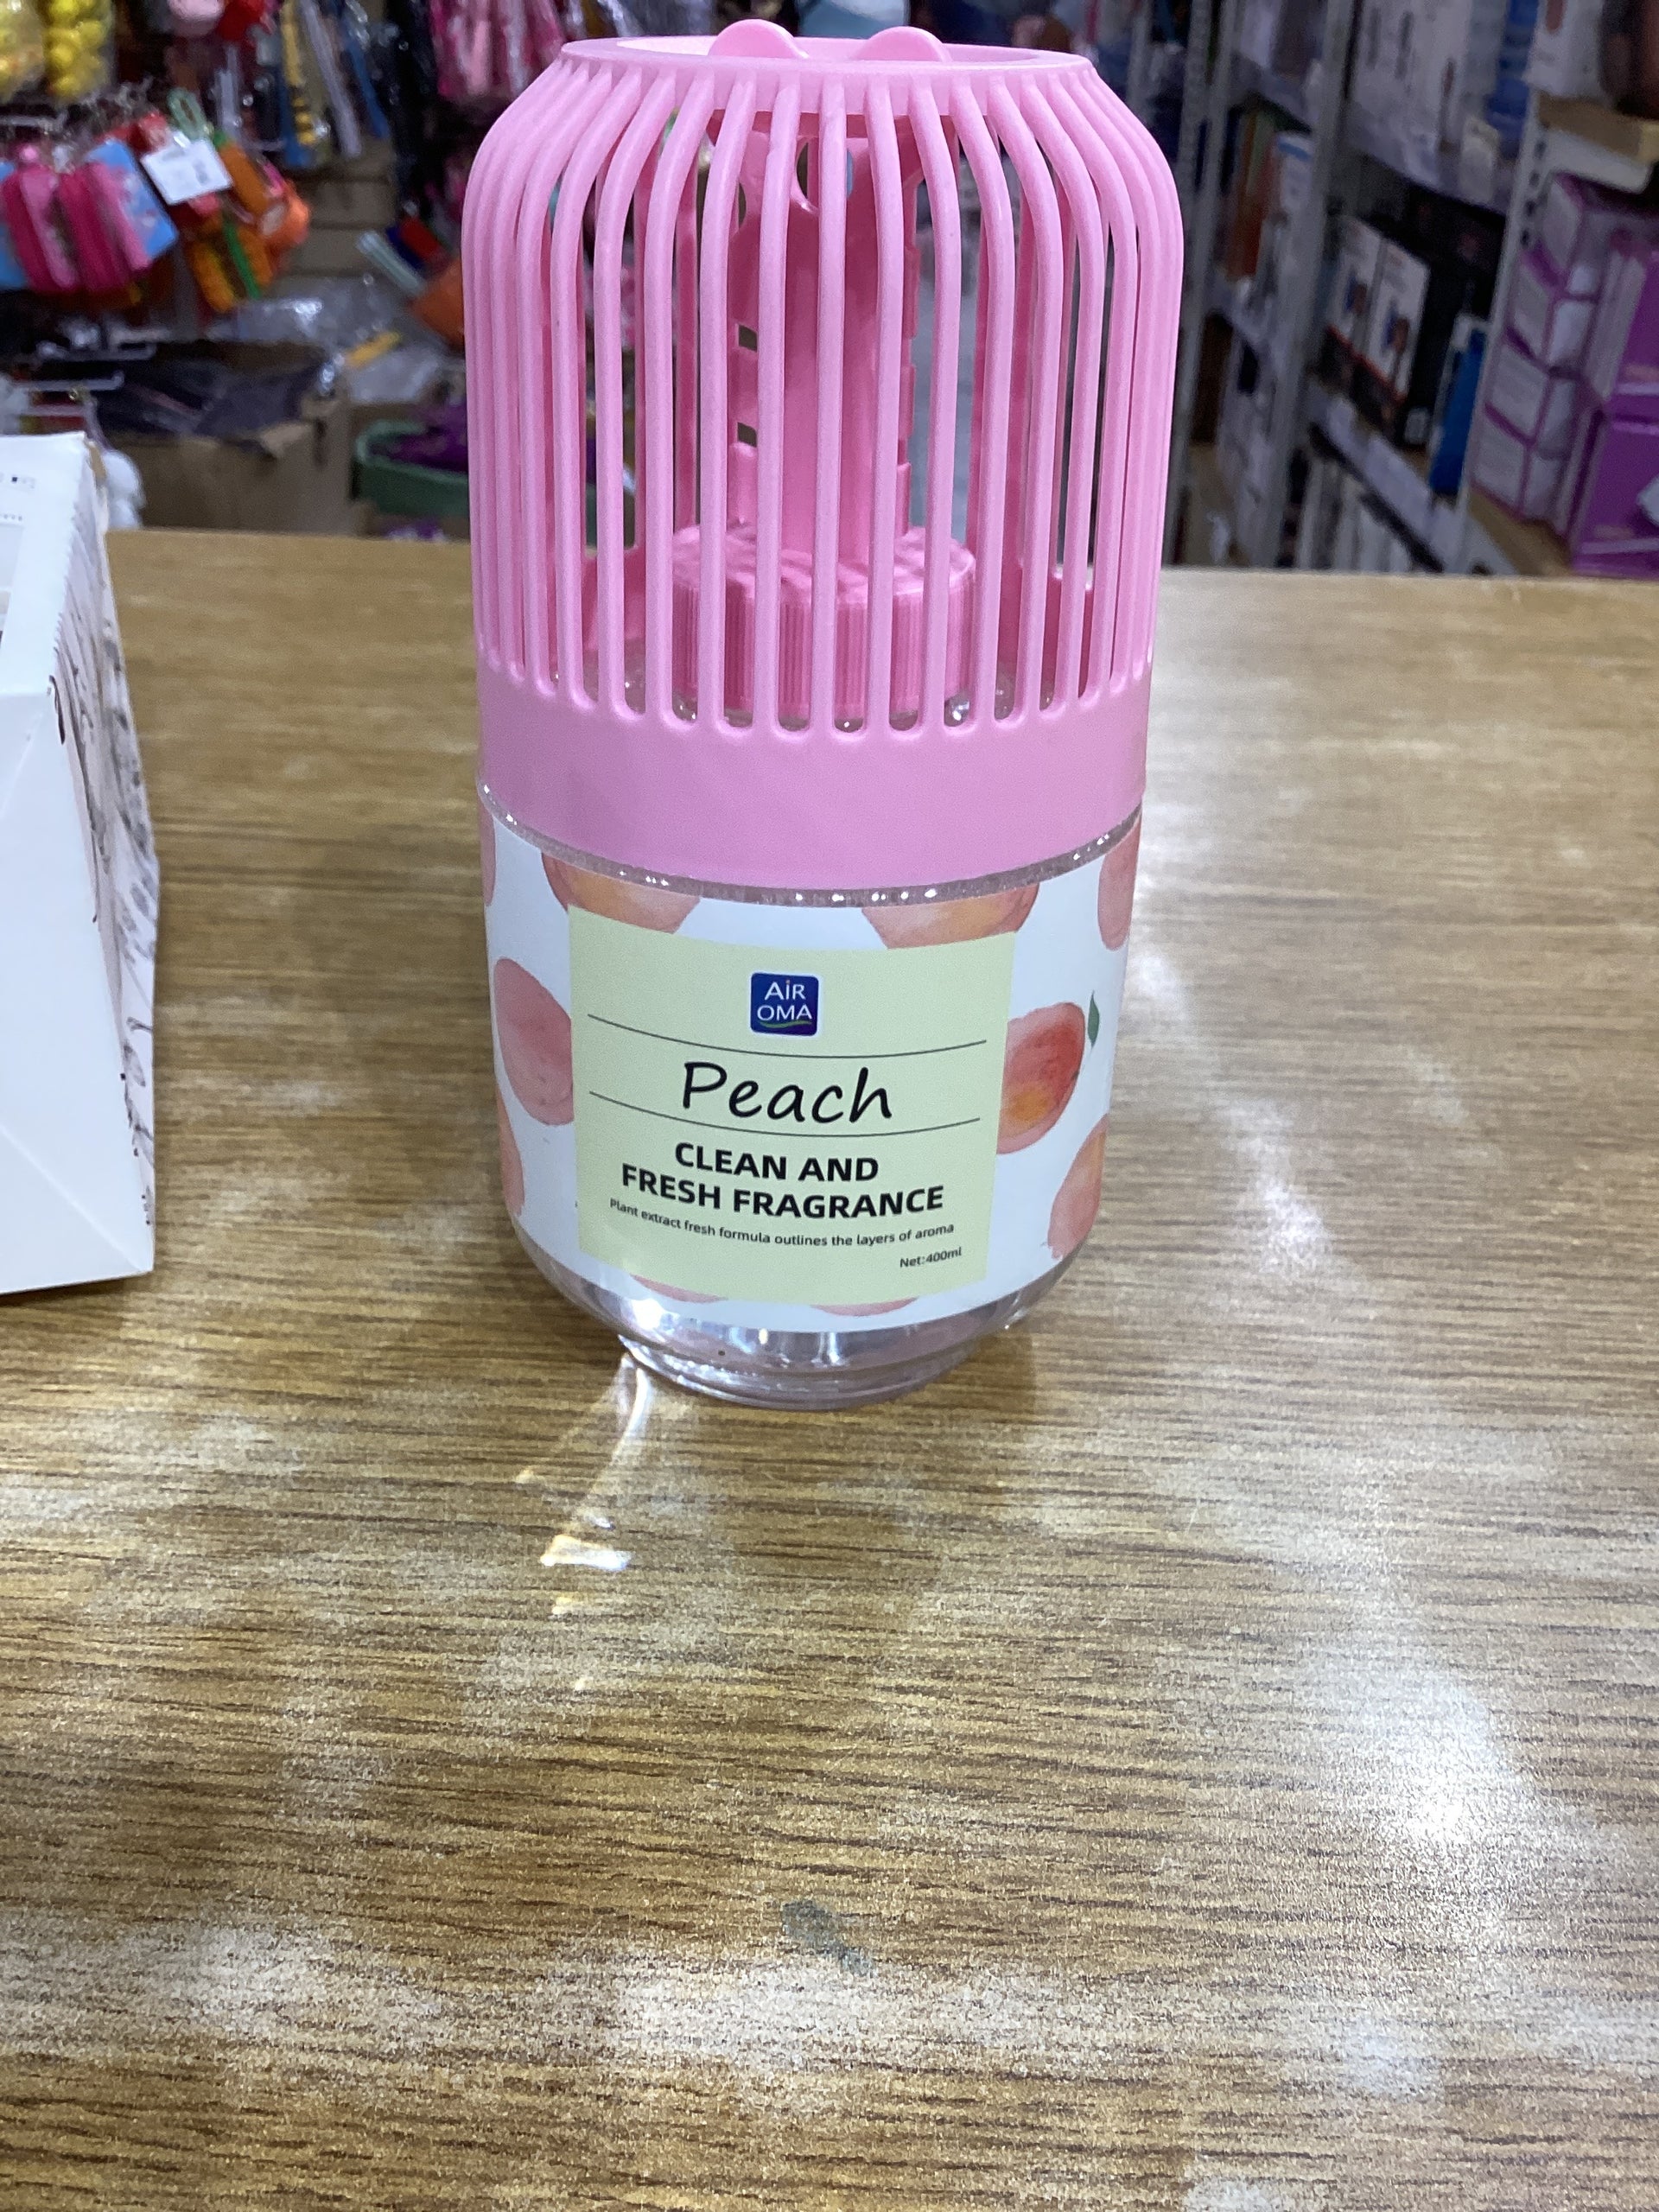 AiR
OMA
Peach
CLEAN AND
FRESH FRAGRANCE
Plant extract fresh formula outlines the layers of aroma
Net:400ml